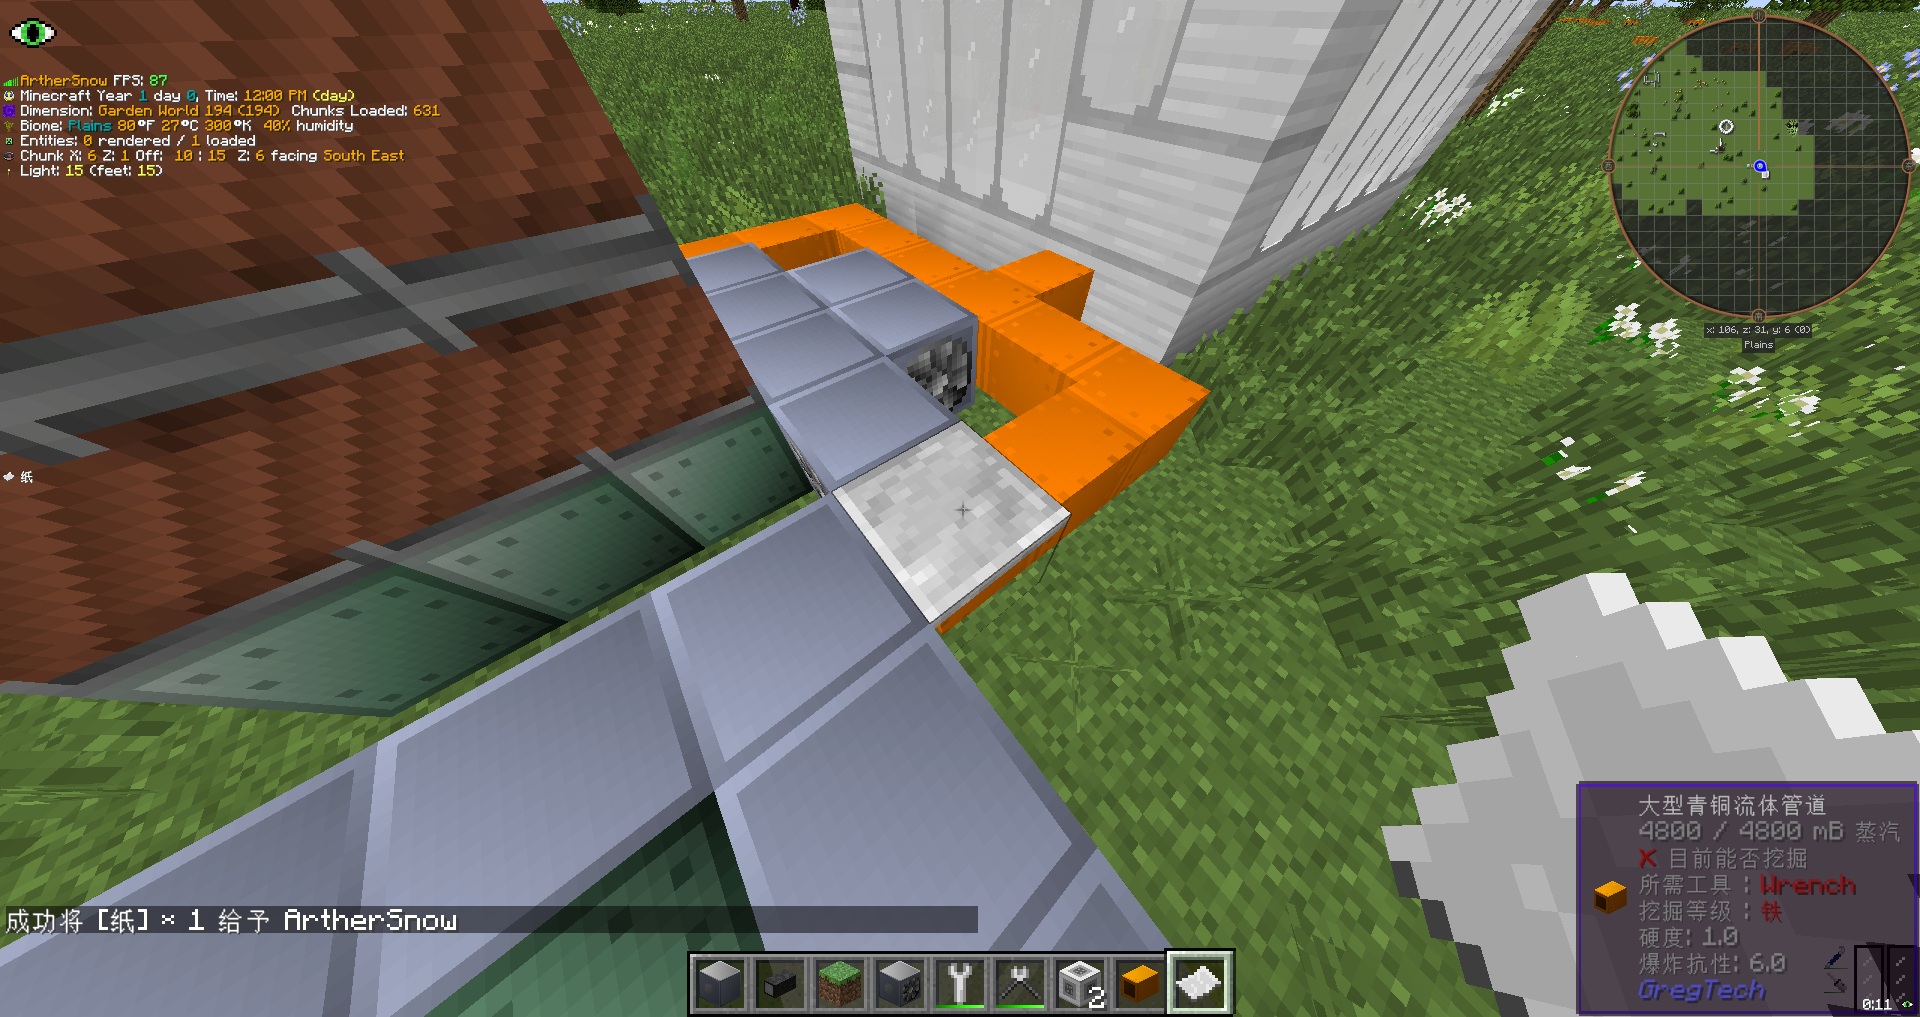 ArtherSnow FPS: 87
Minecraft Year 1 day 0, Time: 12:00 PM (day)
Dimension: Garden World 194 (194) Chunks Loaded: 631
Biome: Plains 80ºF 27ºC 300ºK 40% humidity
Entities: 0 rendered / 1 loaded
Chunk X: 6 Z: 1 Off: 10 : 15 Z: 6 facing South East
Light: 15 (feet: 15)
x: 106, z: 31, y: 6 (0)
Plains
纸
大型青铜流体管道
4800 / 4800 mB 蒸汽
✕ 目前能否挖掘
所需工具 : Wrench
挖掘等级 : 铁
硬度: 1.0
爆炸抗性: 6.0
GregTech
成功将 [纸] × 1 给予 ArtherSnow
2
0:11